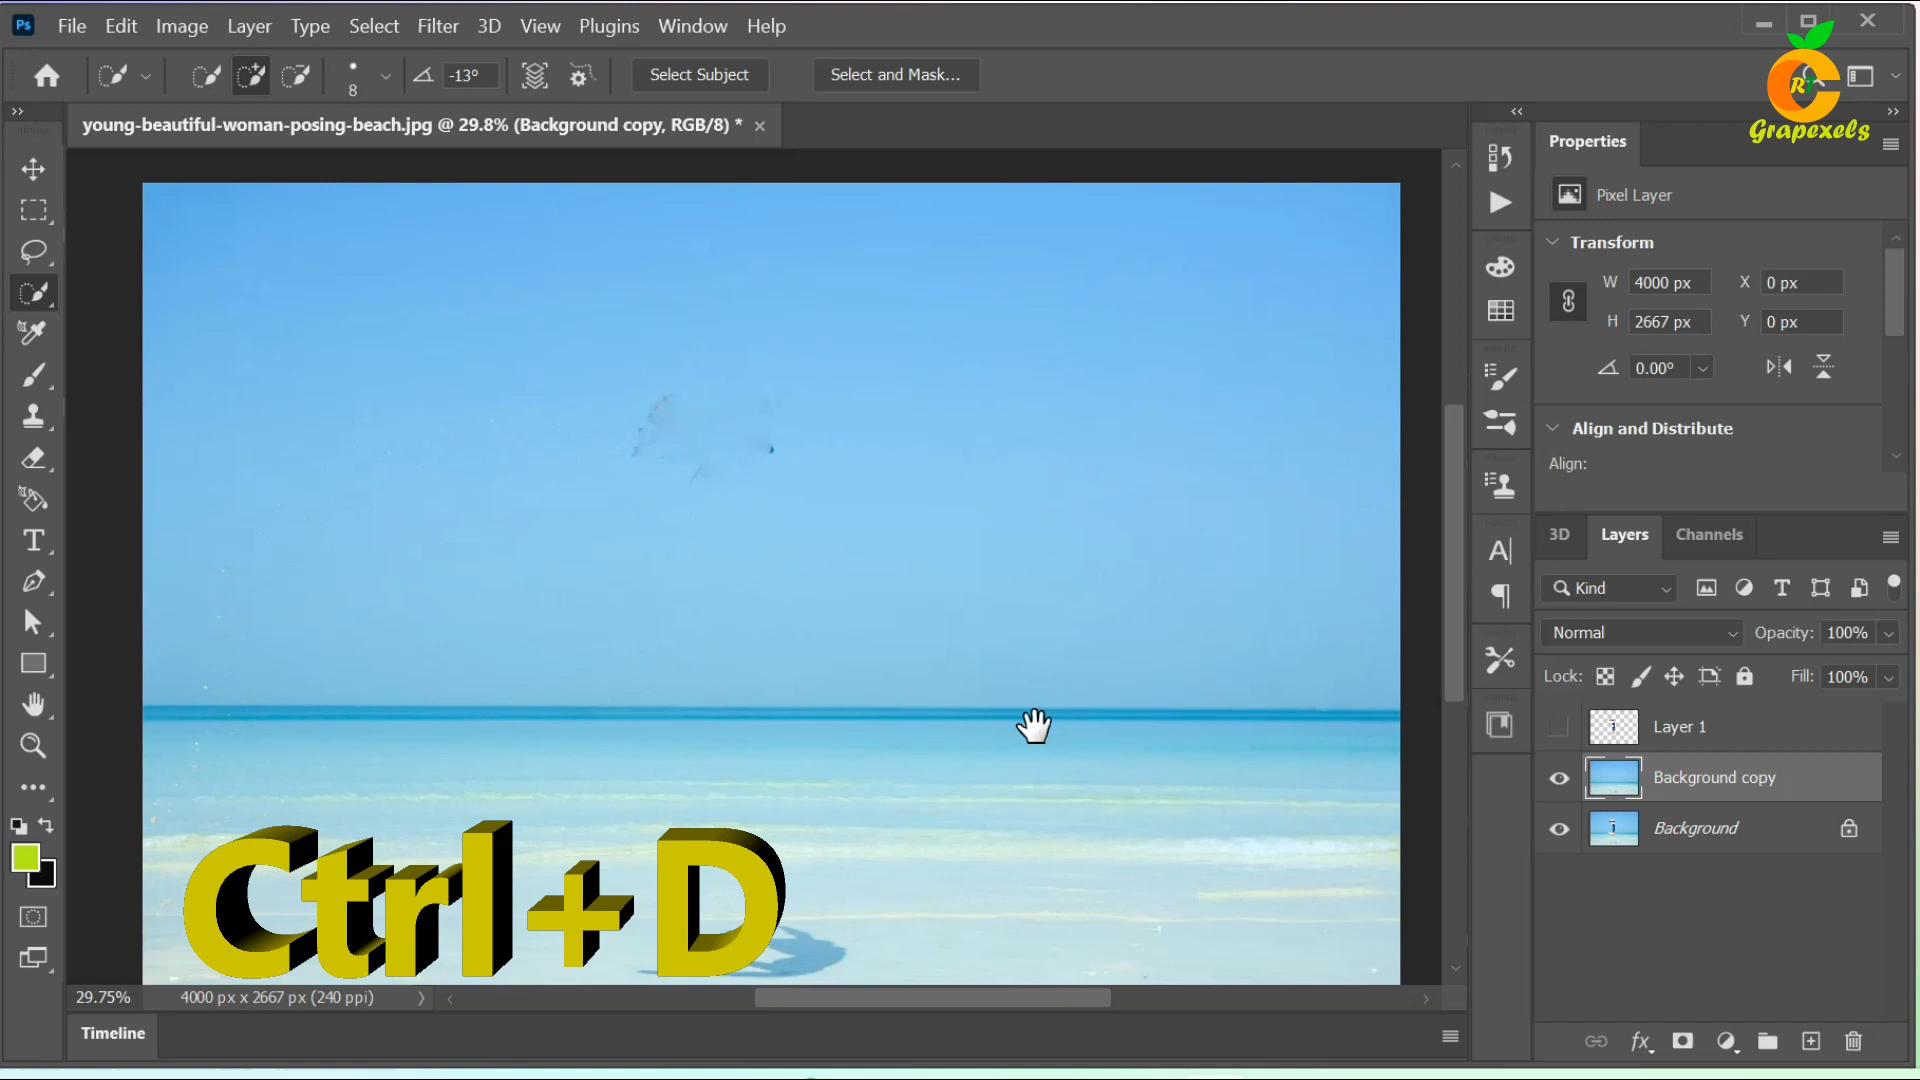 Ps File Edit Image Layer Type Select Filter 3D View Plugins Window Help
8 -13° Select Subject Select and Mask...
R
Grapexels
young-beautiful-woman-posing-beach.jpg @ 29.8% (Background copy, RGB/8) *
Properties
Pixel Layer
Transform
W 4000 px X 0 px
H 2667 px Y 0 px
0.00°
Align and Distribute
Align:
3D Layers Channels
Kind
Normal Opacity: 100%
Lock: Fill: 100%
Layer 1
Background copy
Background
Ctrl+D
29.75% 4000 px x 2667 px (240 ppi)
Timeline